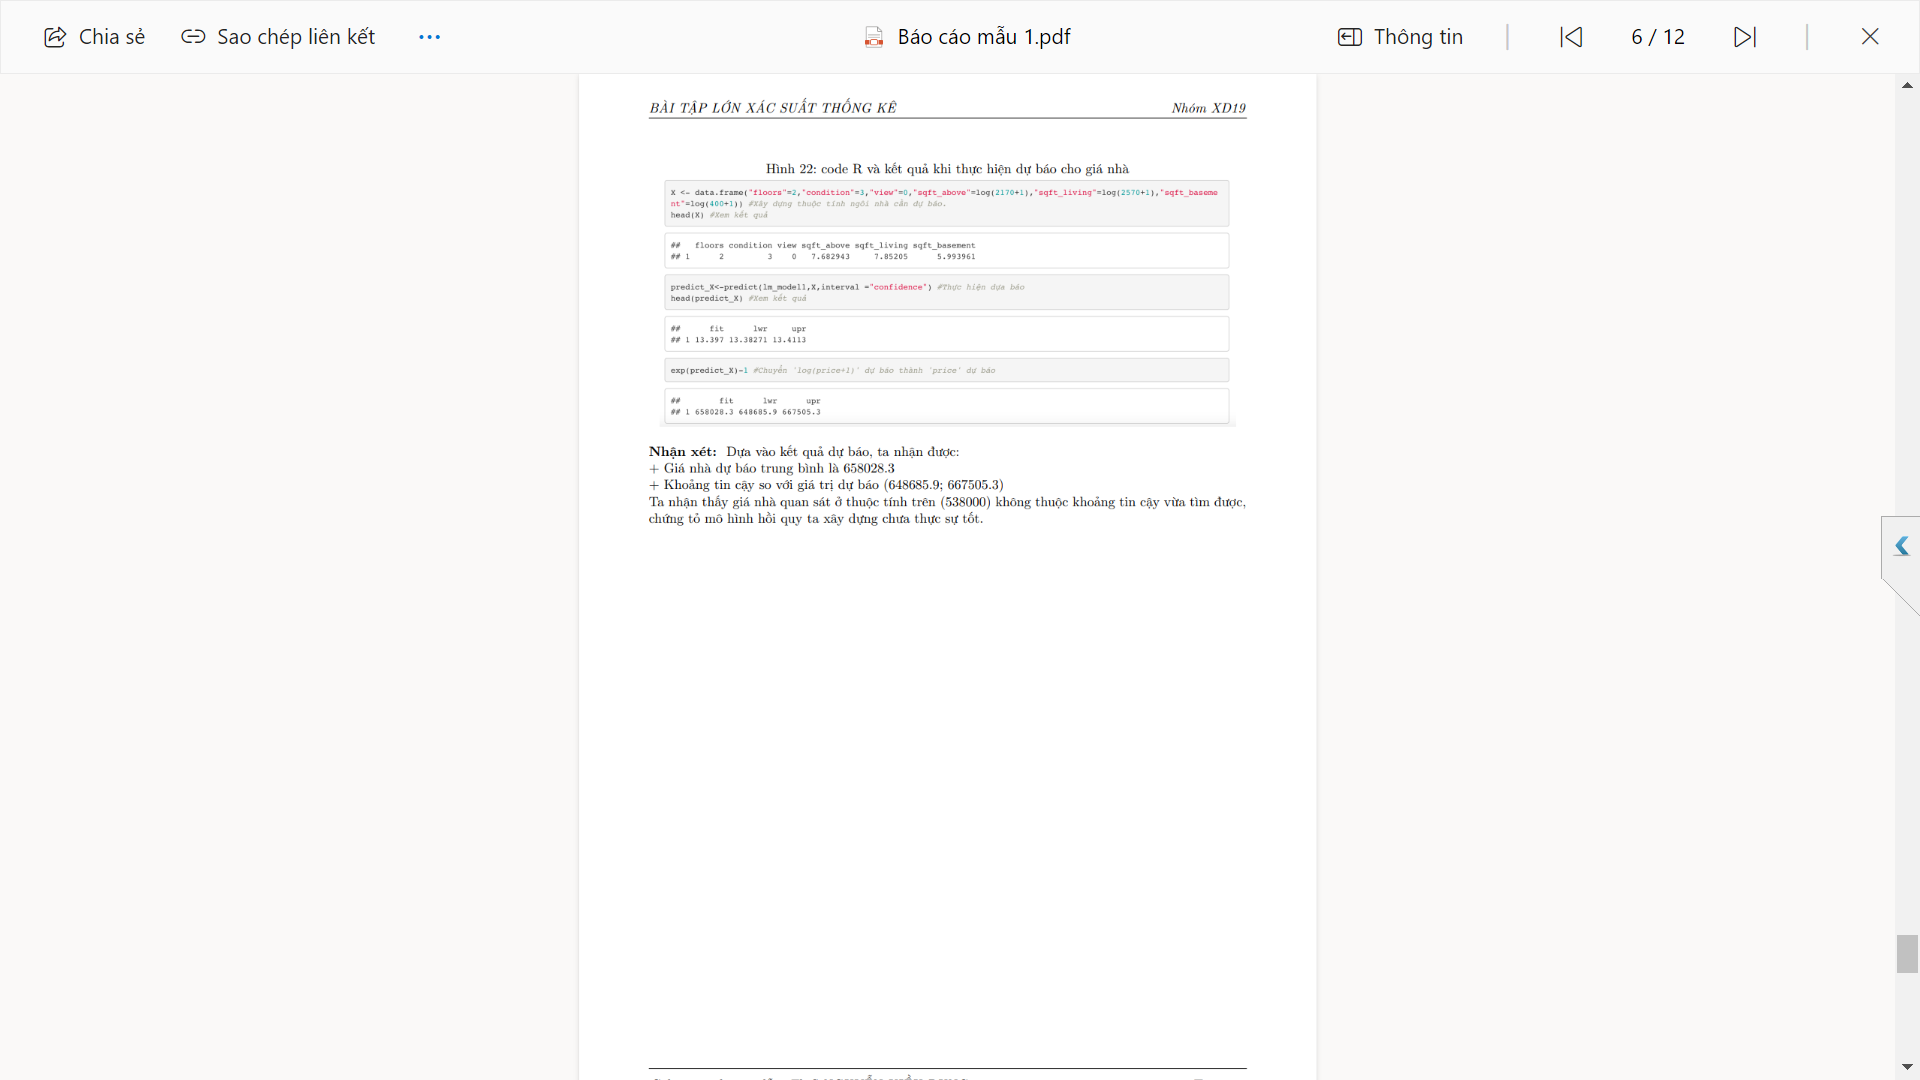 Chia sẻ Sao chép liên kết ... Báo cáo mẫu 1.pdf Thông tin 6 / 12
BÀI TẬP LỚN XÁC SUẤT THỐNG KÊ Nhóm XD19
Hình 22: code R và kết quả khi thực hiện dự báo cho giá nhà
X <- data.frame("floors"=2,"condition"=3,"view"=0,"sqft_above"=log(2170+1),"sqft_living"=log(2570+1),"sqft_baseme
nt"=log(400+1)) #Xây dựng thuộc tính ngôi nhà cần dự báo.
head(X) #Xem kết quả
## floors condition view sqft_above sqft_living sqft_basement
## 1 2 3 0 7.682943 7.85205 5.993961
predict_X<-predict(lm_model1,X,interval ="confidence") #Thực hiện dựa báo
head(predict_X) #Xem kết quả
## fit lwr upr
## 1 13.397 13.38271 13.4113
exp(predict_X)-1 #Chuyển 'log(price+1)' dự báo thành 'price' dự báo
## fit lwr upr
## 1 658028.3 648685.9 667505.3
Nhận xét: Dựa vào kết quả dự báo, ta nhận được:
+ Giá nhà dự báo trung bình là 658028.3
+ Khoảng tin cậy so với giá trị dự báo (648685.9; 667505.3)
Ta nhận thấy giá nhà quan sát ở thuộc tính trên (538000) không thuộc khoảng tin cậy vừa tìm được,
chứng tỏ mô hình hồi quy ta xây dựng chưa thực sự tốt.